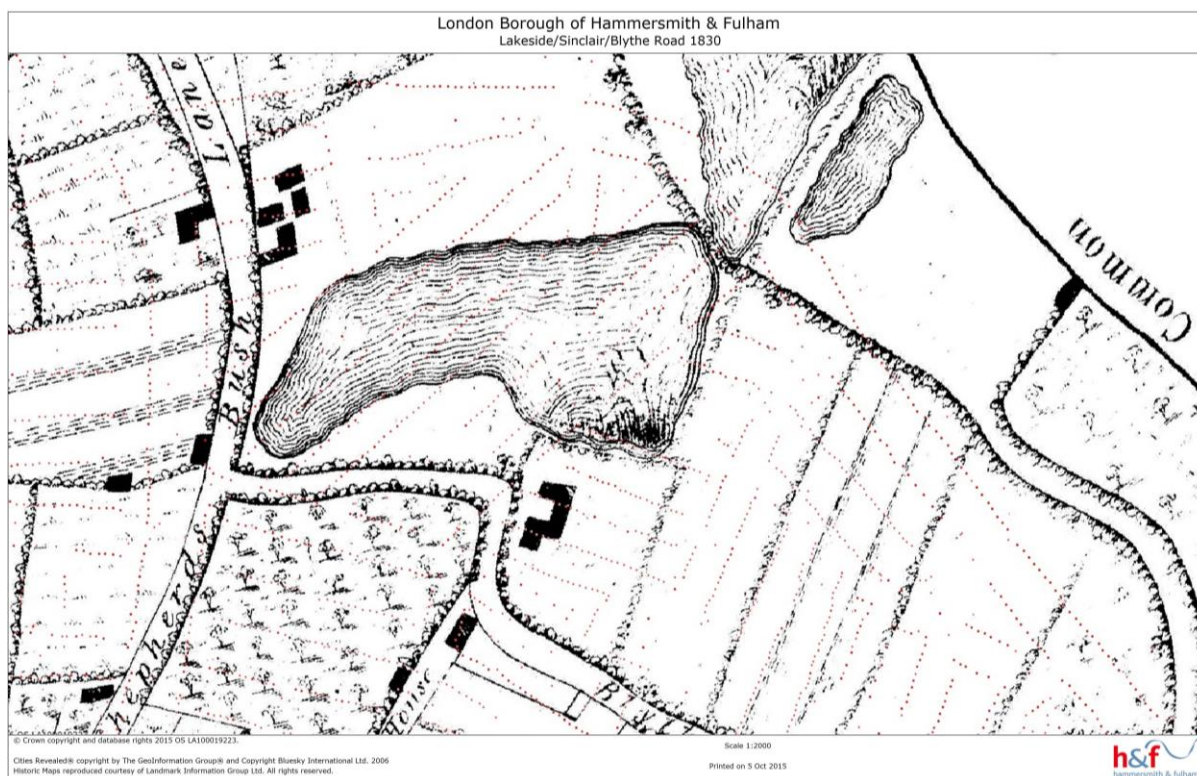 London Borough of Hammersmith & Fulham
Lakeside/Sinclair/Blythe Road 1830
Lane
Bush
hepherds
Common
House
© Crown copyright and database rights 2015 OS LA100019223.
Cities Revealed® copyright by The GeoInformation Group® and Copyright Bluesky International Ltd. 2006
Historic Maps reproduced courtesy of Landmark Information Group Ltd. All rights reserved.
Scale 1:2000
Printed on 5 Oct 2015
h&f
hammersmith & fulham